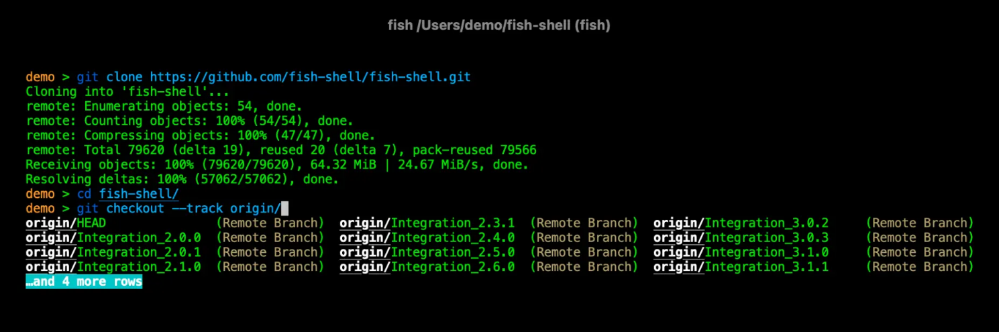 fish /Users/demo/fish-shell (fish)
demo > git clone https://github.com/fish-shell/fish-shell.git
Cloning into 'fish-shell'...
remote: Enumerating objects: 54, done.
remote: Counting objects: 100% (54/54), done.
remote: Compressing objects: 100% (47/47), done.
remote: Total 79620 (delta 19), reused 20 (delta 7), pack-reused 79566
Receiving objects: 100% (79620/79620), 64.32 MiB | 24.67 MiB/s, done.
Resolving deltas: 100% (57062/57062), done.
demo > cd fish-shell/
demo > git checkout --track origin/
origin/HEAD (Remote Branch) origin/Integration_2.3.1 (Remote Branch) origin/Integration_3.0.2 (Remote Branch)
origin/Integration_2.0.0 (Remote Branch) origin/Integration_2.4.0 (Remote Branch) origin/Integration_3.0.3 (Remote Branch)
origin/Integration_2.0.1 (Remote Branch) origin/Integration_2.5.0 (Remote Branch) origin/Integration_3.1.0 (Remote Branch)
origin/Integration_2.1.0 (Remote Branch) origin/Integration_2.6.0 (Remote Branch) origin/Integration_3.1.1 (Remote Branch)
…and 4 more rows